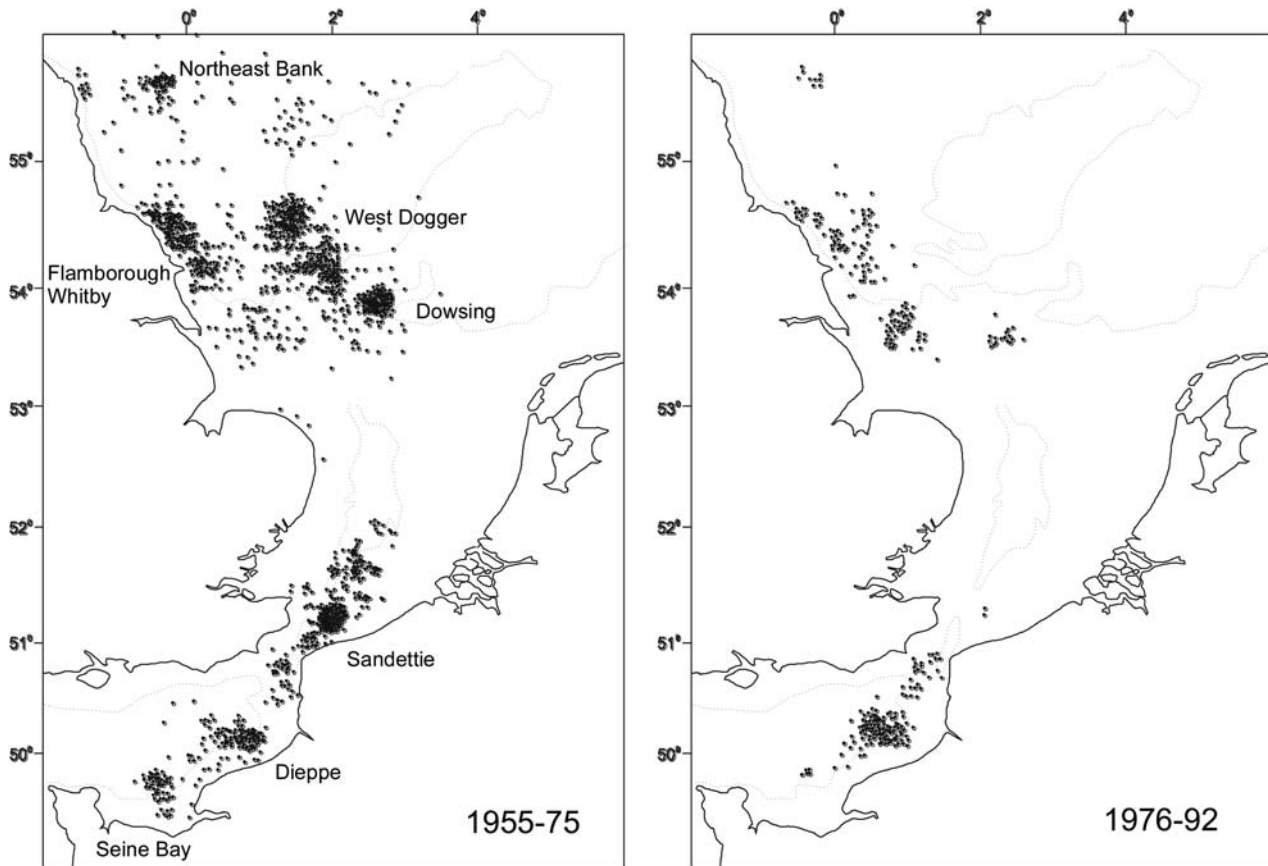 0° 2° 4° 0° 2° 4°
Northeast Bank
55° 55°
West Dogger
Flamborough
Whitby
54° 54°
Dowsing
53° 53°
52° 52°
51° 51°
Sandettie
50° 50°
Dieppe
1955-75 1976-92
Seine Bay